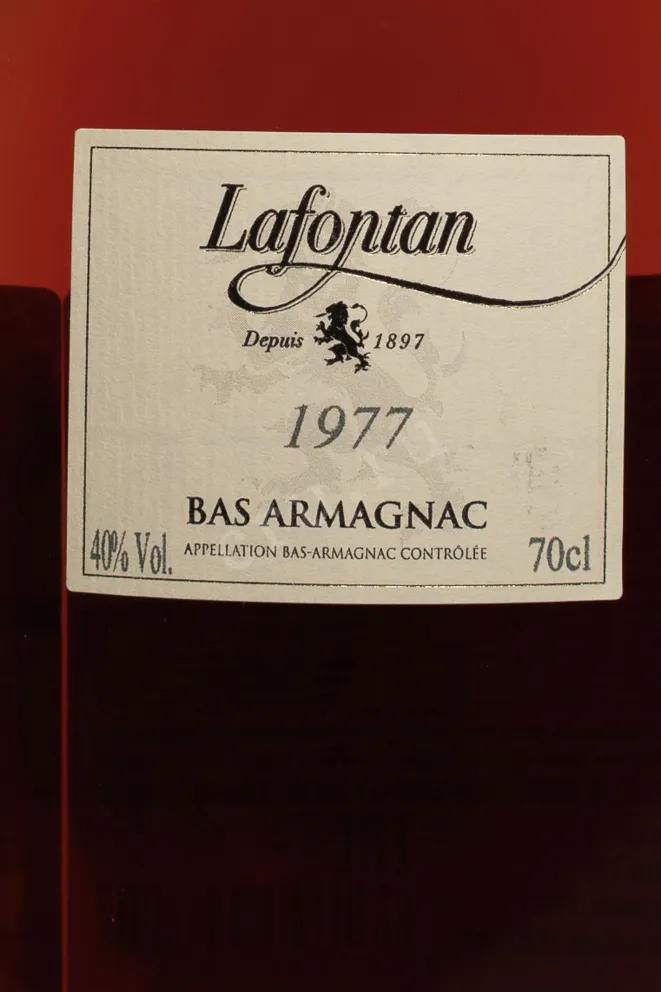 Lafontan
Depuis 1897
1977
BAS ARMAGNAC
APPELLATION BAS-ARMAGNAC CONTRÔLÉE
40% Vol. 70cl